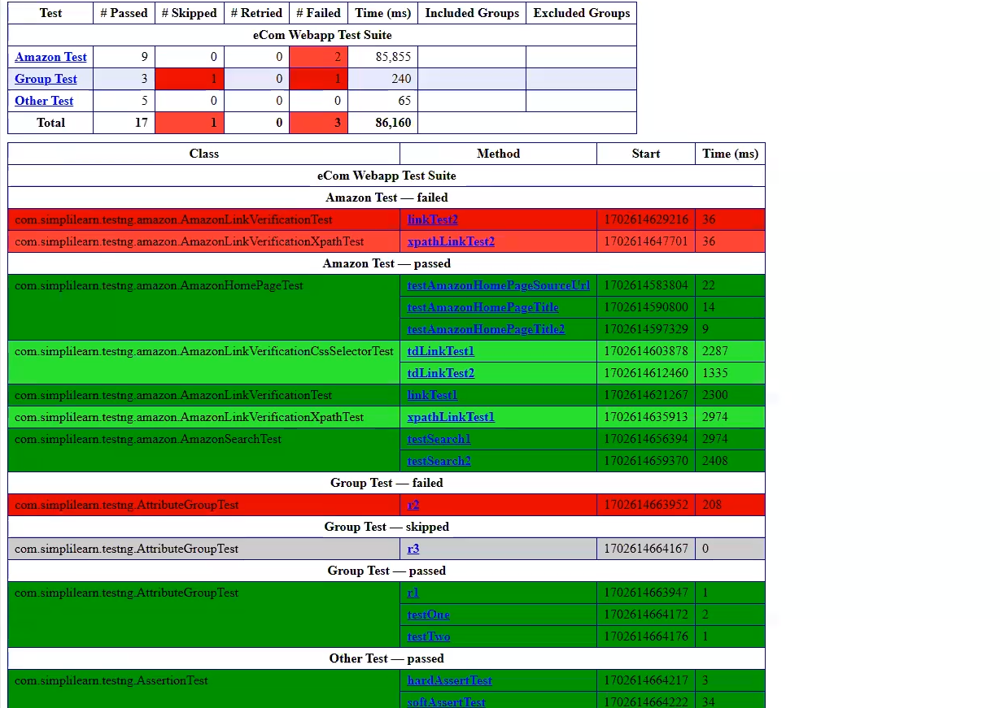 Test # Passed # Skipped # Retried # Failed Time (ms) Included Groups Excluded Groups
eCom Webapp Test Suite
Amazon Test 9 0 0 2 85,855
Group Test 3 1 0 1 240
Other Test 5 0 0 0 65
Total 17 1 0 3 86,160
Class Method Start Time (ms)
eCom Webapp Test Suite
Amazon Test — failed
com.simplilearn.testng.amazon.AmazonLinkVerificationTest linkTest2 1702614629216 36
com.simplilearn.testng.amazon.AmazonLinkVerificationXpathTest xpathLinkTest2 1702614647701 36
Amazon Test — passed
com.simplilearn.testng.amazon.AmazonHomePageTest testAmazonHomePageSourceUrl 1702614583804 22
testAmazonHomePageTitle 1702614590800 14
testAmazonHomePageTitle2 1702614597329 9
com.simplilearn.testng.amazon.AmazonLinkVerificationCssSelectorTest tdLinkTest1 1702614603878 2287
tdLinkTest2 1702614612460 1335
com.simplilearn.testng.amazon.AmazonLinkVerificationTest linkTest1 1702614621267 2300
com.simplilearn.testng.amazon.AmazonLinkVerificationXpathTest xpathLinkTest1 1702614635913 2974
com.simplilearn.testng.amazon.AmazonSearchTest testSearch1 1702614656394 2974
testSearch2 1702614659370 2408
Group Test — failed
com.simplilearn.testng.AttributeGroupTest r2 1702614663952 208
Group Test — skipped
com.simplilearn.testng.AttributeGroupTest r3 1702614664167 0
Group Test — passed
com.simplilearn.testng.AttributeGroupTest r1 1702614663947 1
testOne 1702614664172 2
testTwo 1702614664176 1
Other Test — passed
com.simplilearn.testng.AssertionTest hardAssertTest 1702614664217 3
softAssertTest 1702614664222 34